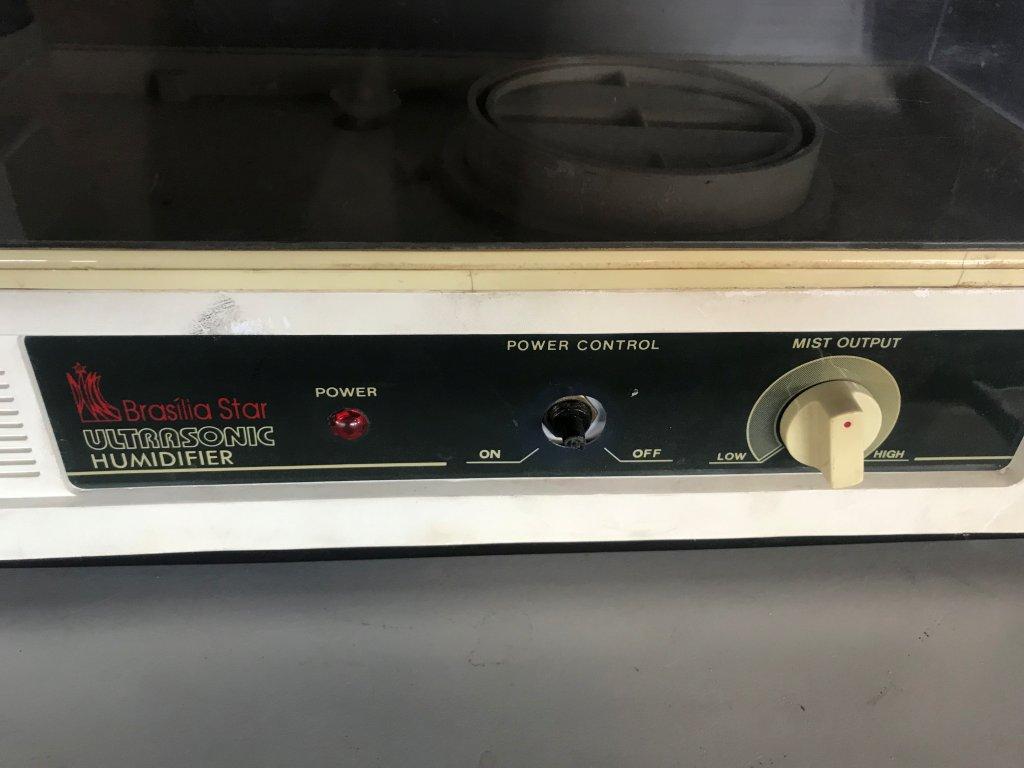 Brasília Star
ULTRASONIC
HUMIDIFIER
POWER
POWER CONTROL
ON
OFF
MIST OUTPUT
LOW
HIGH